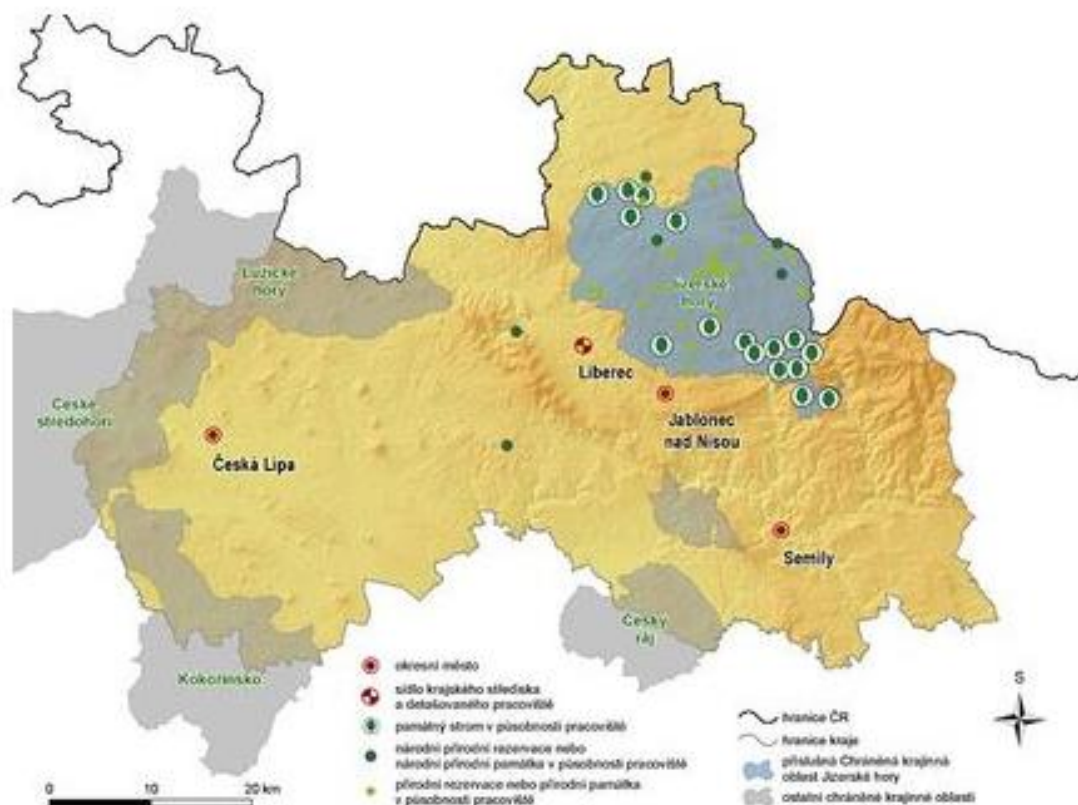 Lužické
hory
Jizerské
hory
Liberec
České
středohoří
Jablonec
nad Nisou
Česká Lípa
Semily
Český
ráj
Kokořínsko
okresní město
sídlo krajského střediska
a detašovaného pracoviště
památný strom v působnosti pracoviště
národní přírodní rezervace nebo
národní přírodní památka v působnosti pracoviště
přírodní rezervace nebo přírodní památka
v působnosti pracoviště
S
hranice ČR
hranice kraje
příslušná Chráněná krajinná
oblast Jizerské hory
ostatní chráněné krajinné oblasti
0 10 20 km